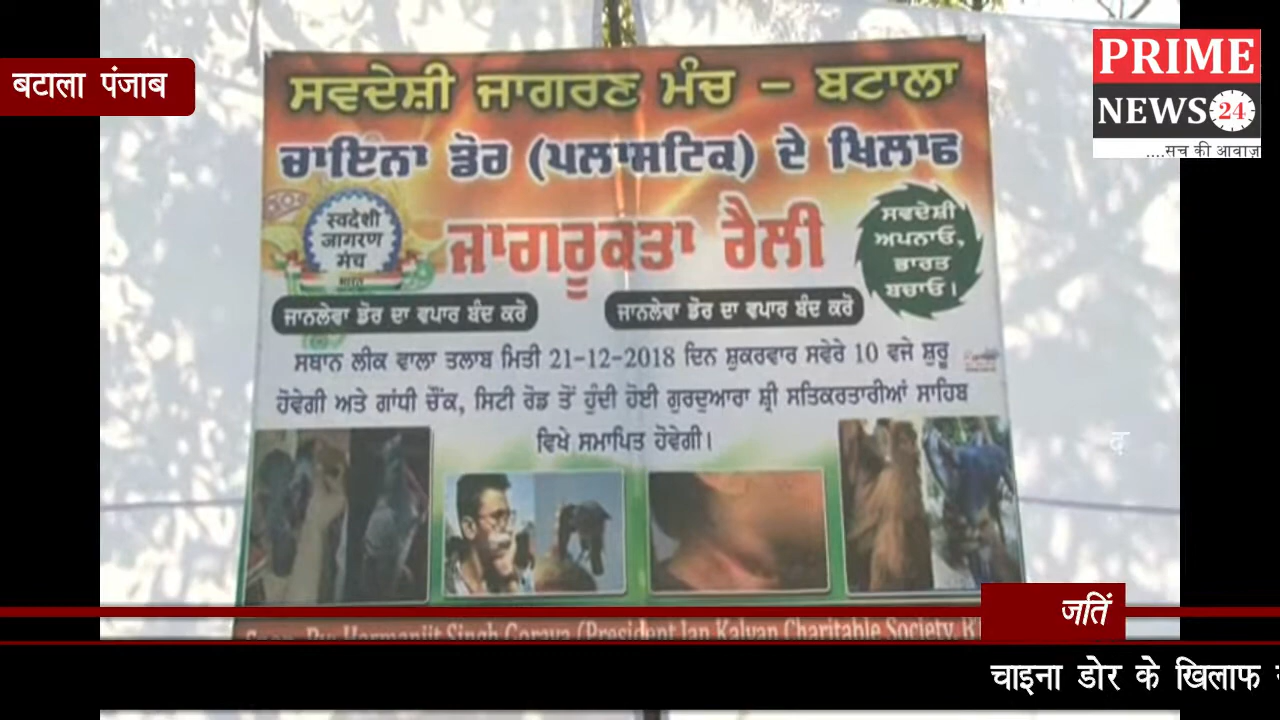 बटाला पंजाब
PRIME
NEWS 24
....सच की आवाज़
ਸਵਦੇਸ਼ੀ ਜਾਗਰਣ ਮੰਚ - ਬਟਾਲਾ
ਚਾਇਨਾ ਡੋਰ (ਪਲਾਸਟਿਕ) ਦੇ ਖਿਲਾਫ
स्वदेशी
जागरण
मंच
भारत
ਜਾਗਰੂਕਤਾ ਰੈਲੀ
ਸਵਦੇਸ਼ੀ
ਅਪਨਾਓ,
ਭਾਰਤ
ਬਚਾਓ।
ਜਾਨਲੇਵਾ ਡੋਰ ਦਾ ਵਪਾਰ ਬੰਦ ਕਰੋ
ਜਾਨਲੇਵਾ ਡੋਰ ਦਾ ਵਪਾਰ ਬੰਦ ਕਰੋ
ਸਥਾਨ ਲੀਕ ਵਾਲਾ ਤਲਾਬ ਮਿਤੀ 21-12-2018 ਦਿਨ ਸ਼ੁਕਰਵਾਰ ਸਵੇਰੇ 10 ਵਜੇ ਸ਼ੁਰੂ
ਹੋਵੇਗੀ ਅਤੇ ਗਾਂਧੀ ਚੌਂਕ, ਸਿਟੀ ਰੋਡ ਤੋਂ ਹੁੰਦੀ ਹੋਈ ਗੁਰਦੁਆਰਾ ਸ਼੍ਰੀ ਸਤਿਕਰਤਾਰੀਆਂ ਸਾਹਿਬ
ਵਿਖੇ ਸਮਾਪਿਤ ਹੋਵੇਗੀ।
By: Harmanjit Singh Goraya (President Jan Kalyan Charitable Society,
जतिं
चाइना डोर के खिलाफ